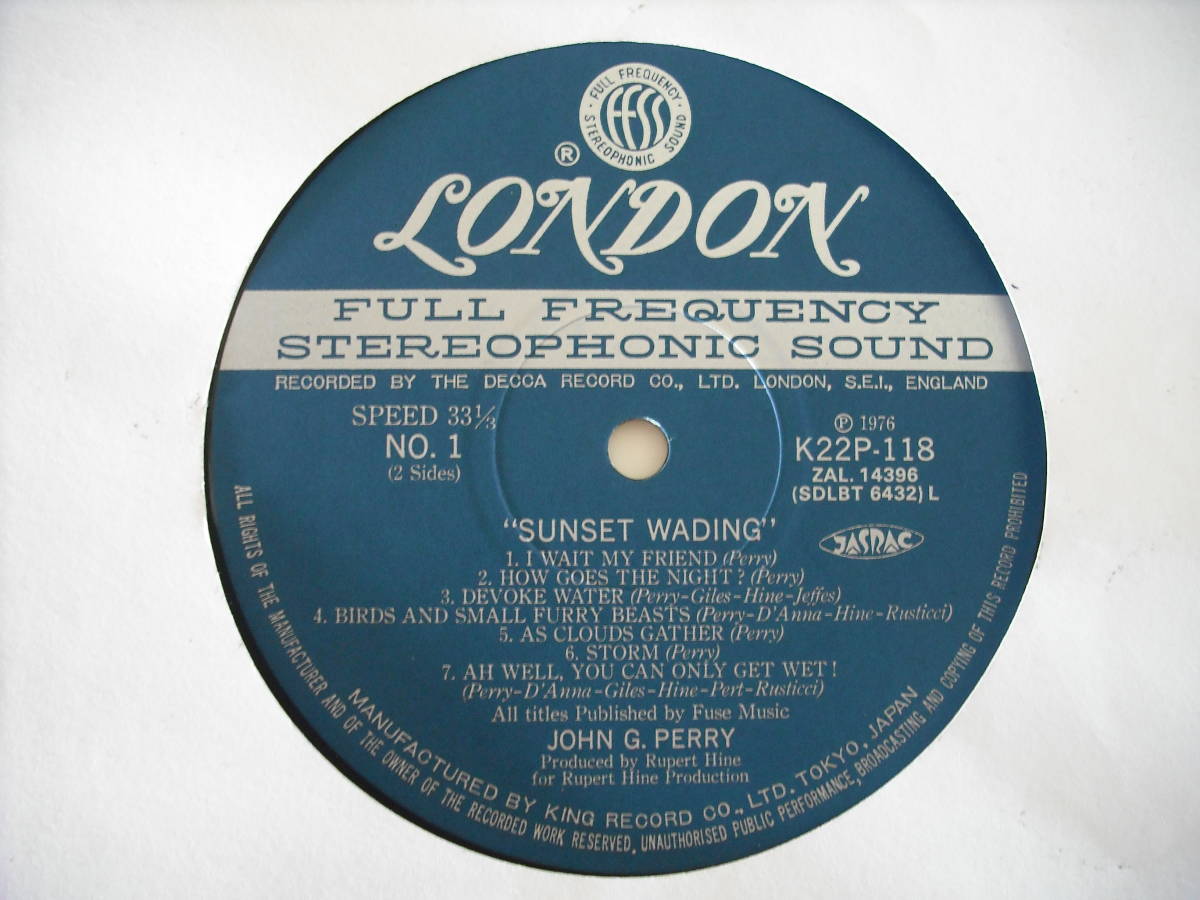 FULL FREQUENCY STEREOPHONIC SOUND
FFSS
®
LONDON
FULL FREQUENCY
STEREOPHONIC SOUND
RECORDED BY THE DECCA RECORD CO., LTD. LONDON, S.E.I., ENGLAND
SPEED 33⅓
NO. 1
(2 Sides)
℗ 1976
K22P-118
ZAL. 14396
(SDLBT 6432) L
JASRAC
"SUNSET WADING"
1. I WAIT MY FRIEND (Perry)
2. HOW GOES THE NIGHT? (Perry)
3. DEVOKE WATER (Perry-Giles-Hine-Jeffes)
4. BIRDS AND SMALL FURRY BEASTS (Perry-D'Anna-Hine-Rusticci)
5. AS CLOUDS GATHER (Perry)
6. STORM (Perry)
7. AH WELL, YOU CAN ONLY GET WET!
(Perry-D'Anna-Giles-Hine-Pert-Rusticci)
All titles Published by Fuse Music
JOHN G. PERRY
Produced by Rupert Hine
for Rupert Hine Production
MANUFACTURED BY KING RECORD CO., LTD. TOKYO, JAPAN
ALL RIGHTS OF THE MANUFACTURER AND OF THE OWNER OF THE RECORDED WORK RESERVED, UNAUTHORISED PUBLIC PERFORMANCE, BROADCASTING AND COPYING OF THIS RECORD PROHIBITED